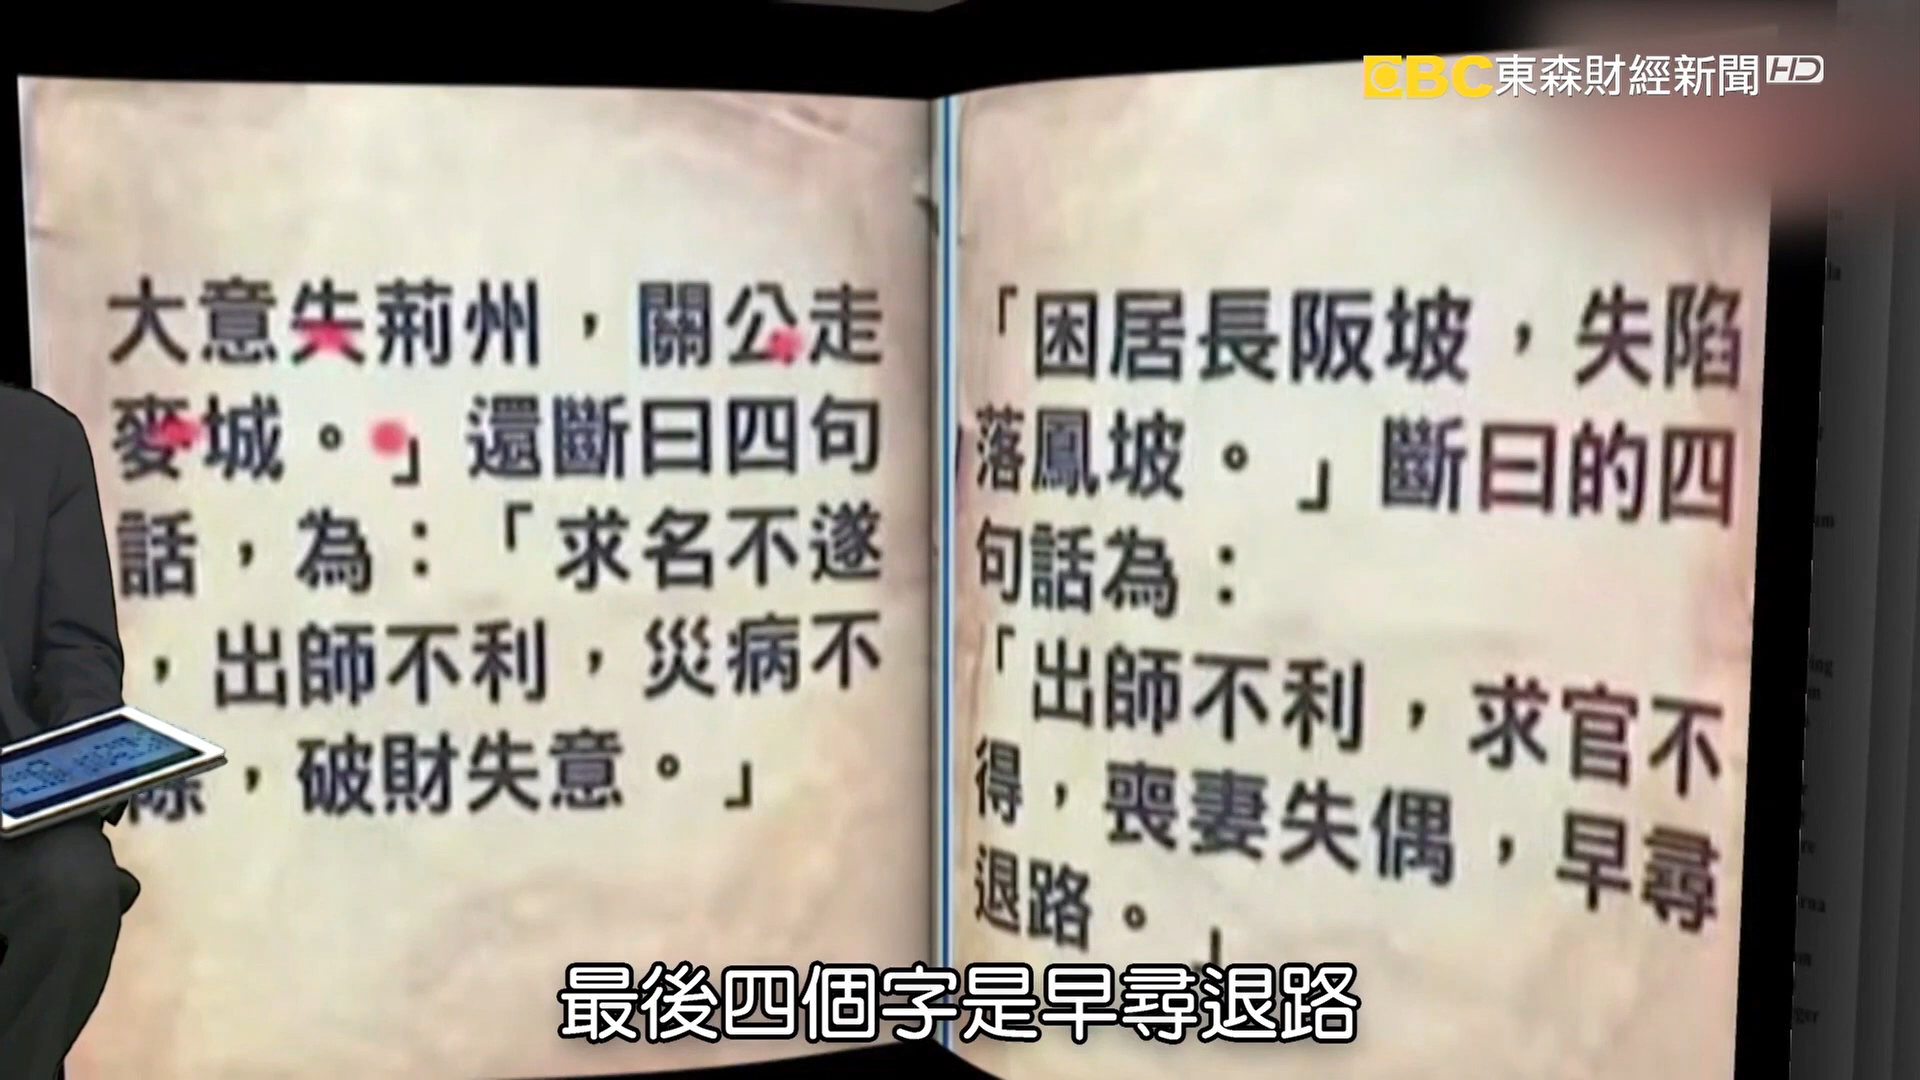 EBC東森財經新聞HD
大意失荊州，關公走
麥城。」還斷曰四句
話，為：「求名不遂
，出師不利，災病不
除，破財失意。」
「困居長阪坡，失陷
落鳳坡。」斷曰的四
句話為：
「出師不利，求官不
得，喪妻失偶，早尋
退路。」
最後四個字是早尋退路